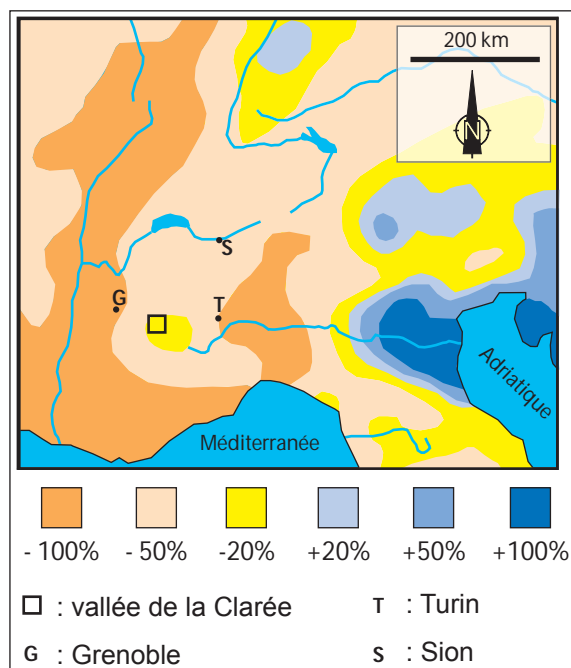 200 km
N
S
G
T
Adriatique
Méditerranée
- 100% - 50% -20% +20% +50% +100%
: vallée de la Clarée T : Turin
G : Grenoble S : Sion